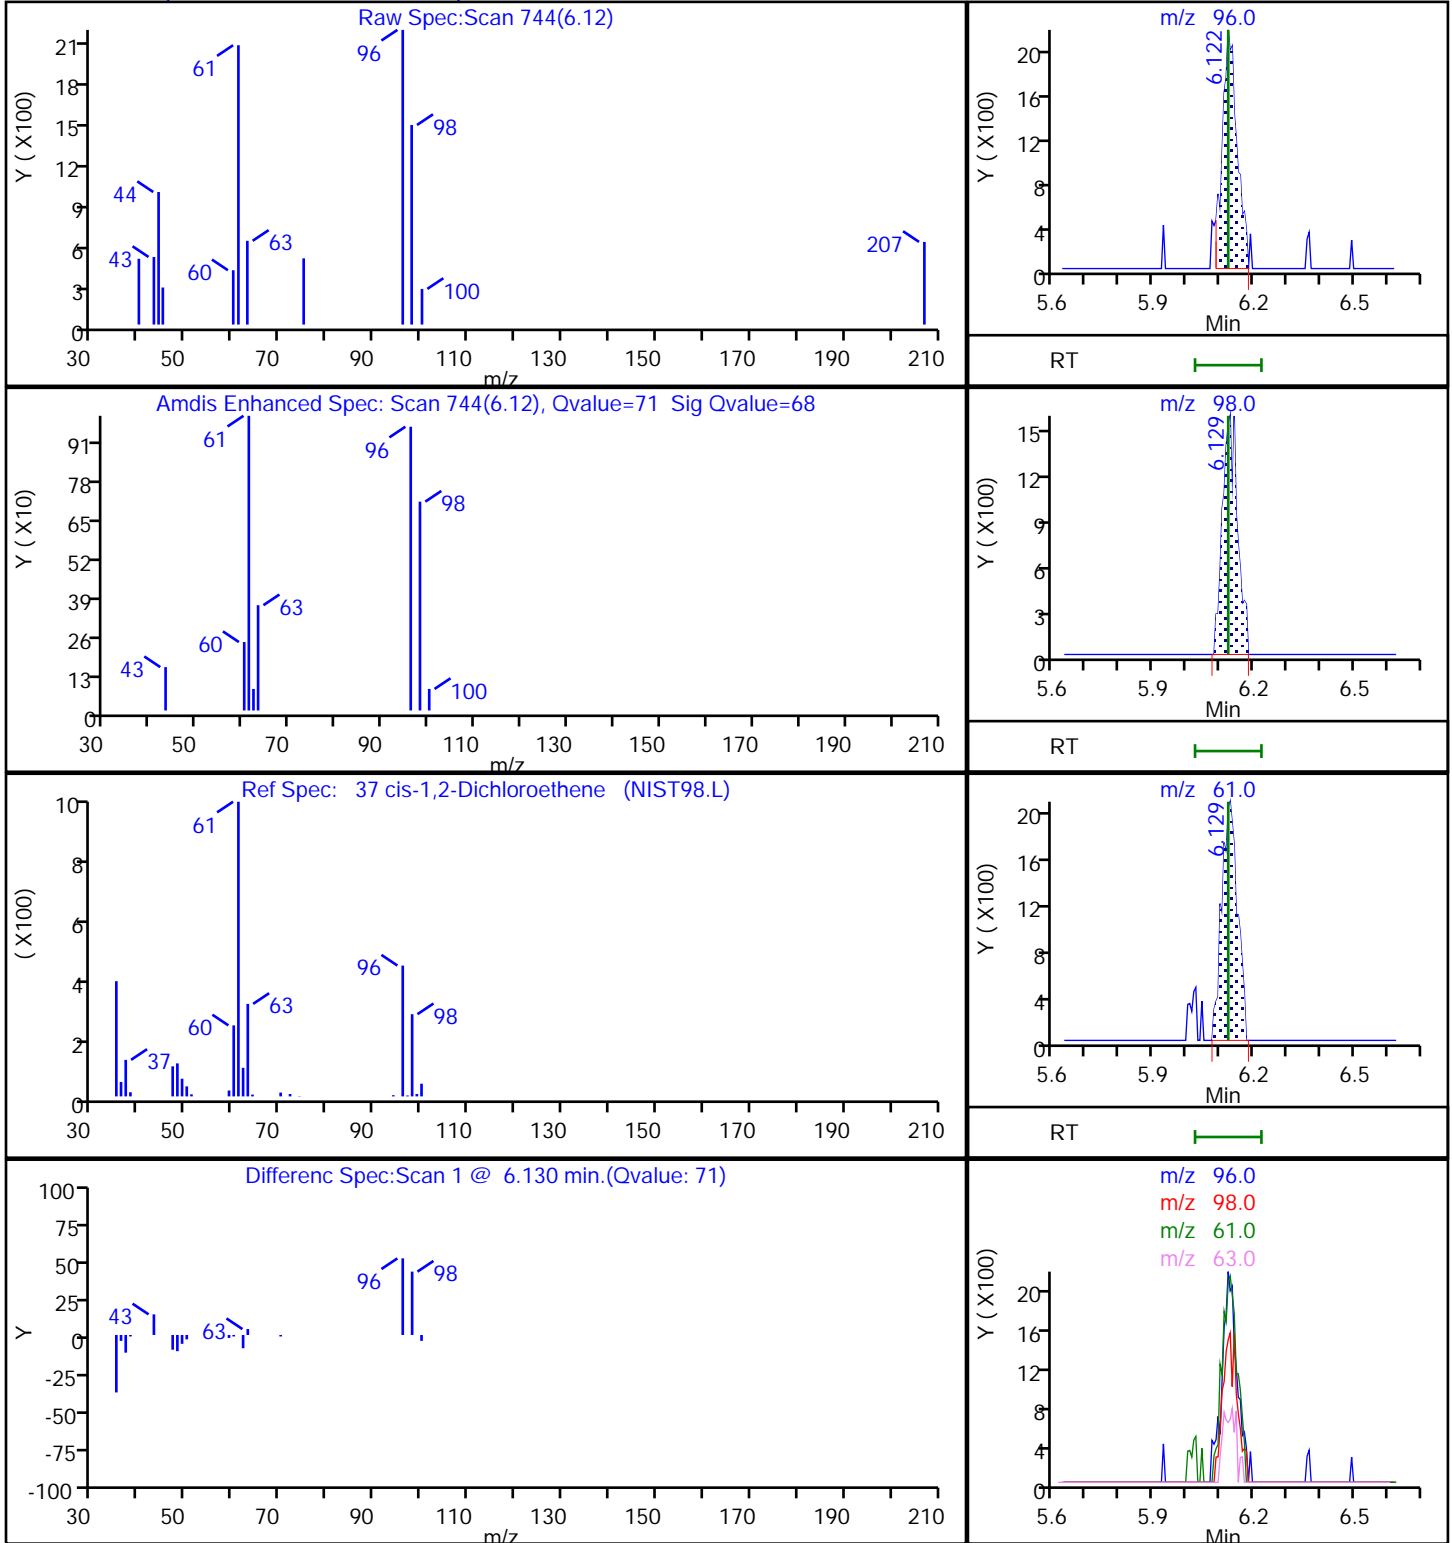 Raw Spec:Scan 744(6.12)
Y ( X100)
21
18
15
12
9
6
3
0
96
61
98
44
43
60
63
100
207
30 50 70 90 110 130 150 170 190 210
m/z
m/z 96.0
Y ( X100)
20
16
12
8
4
0
6.122
5.6 5.9 6.2 6.5
Min
RT
Amdis Enhanced Spec: Scan 744(6.12), Qvalue=71 Sig Qvalue=68
Y ( X10)
91
78
65
52
39
26
13
0
61
96
98
63
60
43
100
30 50 70 90 110 130 150 170 190 210
m/z
m/z 98.0
Y ( X100)
15
12
9
6
3
0
6.129
5.6 5.9 6.2 6.5
Min
RT
Ref Spec: 37 cis-1,2-Dichloroethene (NIST98.L)
( X100)
10
8
6
4
2
0
61
96
63
60
98
37
30 50 70 90 110 130 150 170 190 210
m/z 61.0
Y ( X100)
20
16
12
8
4
0
6.129
5.6 5.9 6.2 6.5
Min
RT
Differenc Spec:Scan 1 @ 6.130 min.(Qvalue: 71)
Y
100
75
50
25
0
-25
-50
-75
-100
96
98
43
63
30 50 70 90 110 130 150 170 190 210
m/z
m/z 96.0
m/z 98.0
m/z 61.0
m/z 63.0
Y ( X100)
20
16
12
8
4
0
5.6 5.9 6.2 6.5
Min